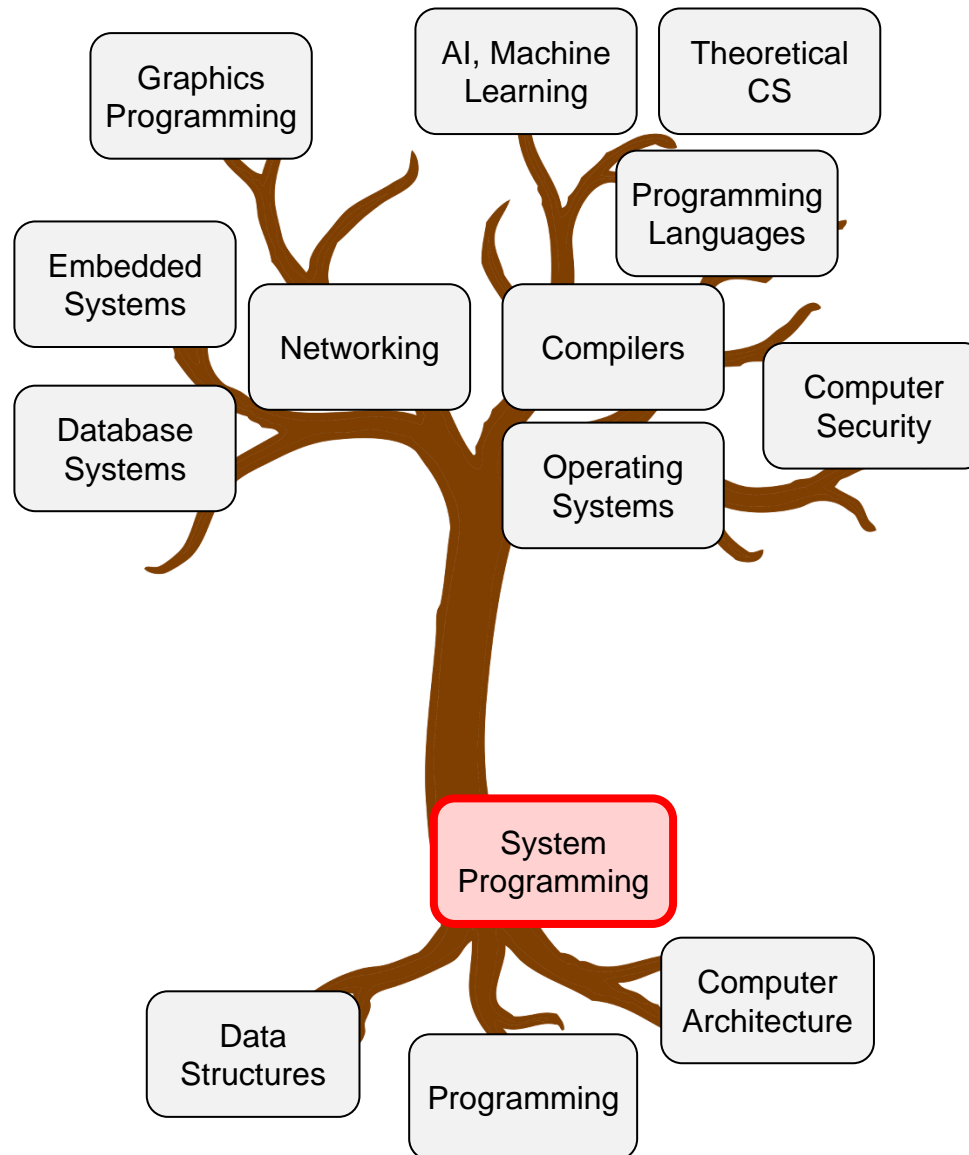 AI, Machine
Learning
Theoretical
CS
Graphics
Programming
Programming
Languages
Embedded
Systems
Networking
Compilers
Computer
Security
Database
Systems
Operating
Systems
System
Programming
Computer
Architecture
Data
Structures
Programming